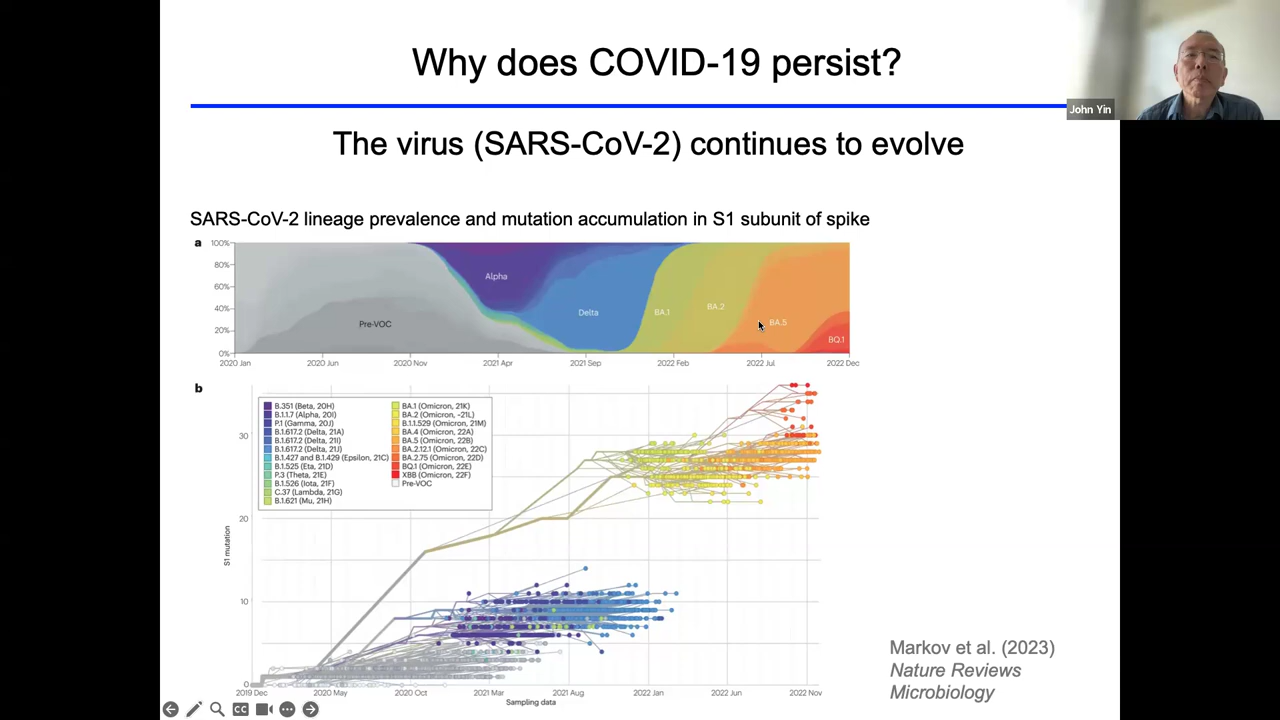 Why does COVID-19 persist?
John Yin
The virus (SARS-CoV-2) continues to evolve
SARS-CoV-2 lineage prevalence and mutation accumulation in S1 subunit of spike
a
100%
80%
60%
40%
20%
0%
Pre-VOC
Alpha
Delta
BA.1
BA.2
BA.5
BQ.1
2020 Jan
2020 Jun
2020 Nov
2021 Apr
2021 Sep
2022 Feb
2022 Jul
2022 Dec
b
B.351 (Beta, 20H)
B.1.1.7 (Alpha, 20I)
P.1 (Gamma, 20J)
B.1.617.2 (Delta, 21A)
B.1.617.2 (Delta, 21I)
B.1.617.2 (Delta, 21J)
B.1.427 and B.1.429 (Epsilon, 21C)
B.1.525 (Eta, 21D)
P.3 (Theta, 21E)
B.1.526 (Iota, 21F)
C.37 (Lambda, 21G)
B.1.621 (Mu, 21H)
BA.1 (Omicron, 21K)
BA.2 (Omicron, -21L)
B.1.1.529 (Omicron, 21M)
BA.4 (Omicron, 22A)
BA.5 (Omicron, 22B)
BA.2.12.1 (Omicron, 22C)
BA.2.75 (Omicron, 22D)
BQ.1 (Omicron, 22E)
XBB (Omicron, 22F)
Pre-VOC
S1 mutation
30
20
10
0
2019 Dec
2020 May
2020 Oct
2021 Mar
2021 Aug
2022 Jan
2022 Jun
2022 Nov
Sampling data
Markov et al. (2023)
Nature Reviews
Microbiology
CC